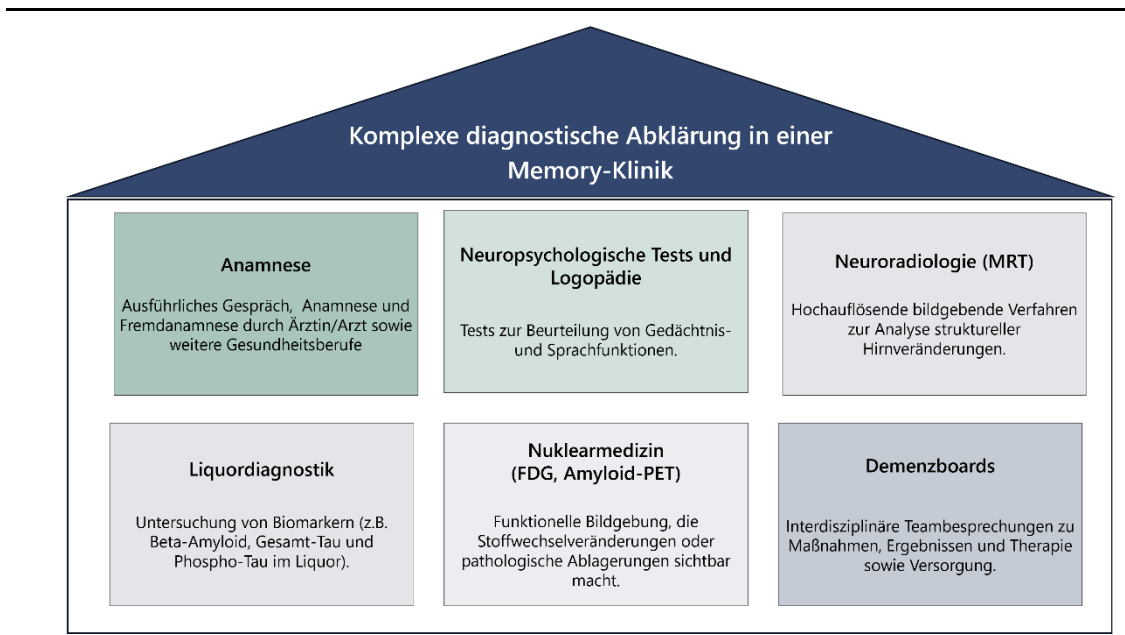 Komplexe diagnostische Abklärung in einer
Memory-Klinik
Anamnese
Ausführliches Gespräch, Anamnese und
Fremdanamnese durch Ärztin/Arzt sowie
weitere Gesundheitsberufe
Neuropsychologische Tests und
Logopädie
Tests zur Beurteilung von Gedächtnis-
und Sprachfunktionen.
Neuroradiologie (MRT)
Hochauflösende bildgebende Verfahren
zur Analyse struktureller
Hirnveränderungen.
Liquordiagnostik
Untersuchung von Biomarkern (z.B.
Beta-Amyloid, Gesamt-Tau und
Phospho-Tau im Liquor).
Nuklearmedizin
(FDG, Amyloid-PET)
Funktionelle Bildgebung, die
Stoffwechselveränderungen oder
pathologische Ablagerungen sichtbar
macht.
Demenzboards
Interdisziplinäre Teambesprechungen zu
Maßnahmen, Ergebnissen und Therapie
sowie Versorgung.